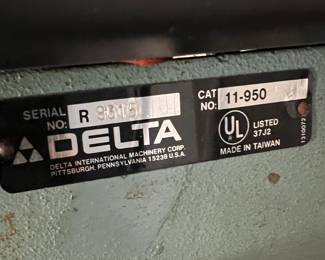 SERIAL NO: R
CAT NO: 11-950
DELTA
UL LISTED
37J2
DELTA INTERNATIONAL MACHINERY CORP.
PITTSBURGH, PENNSYLVANIA 15238 U.S.A.
MADE IN TAIWAN
1310072